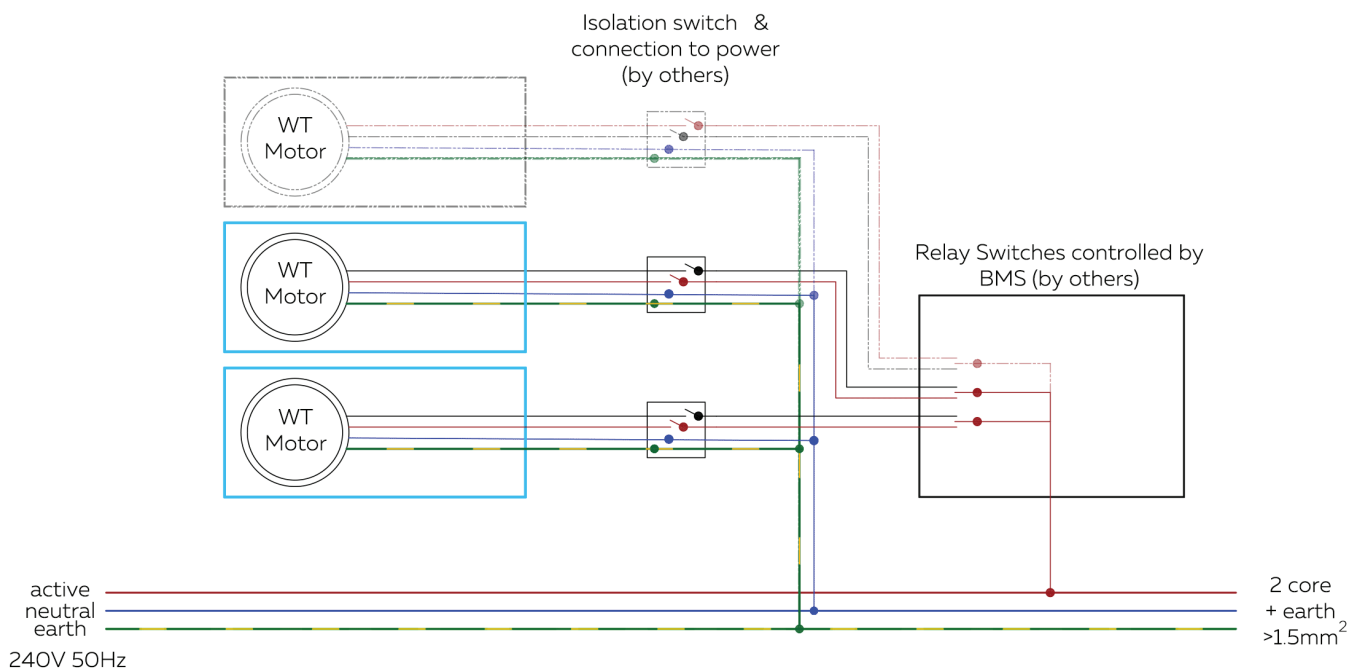 Isolation switch &
connection to power
(by others)
WT
Motor
WT
Motor
Relay Switches controlled by
BMS (by others)
WT
Motor
active
neutral
earth
240V 50Hz
2 core
+ earth
>1.5mm²